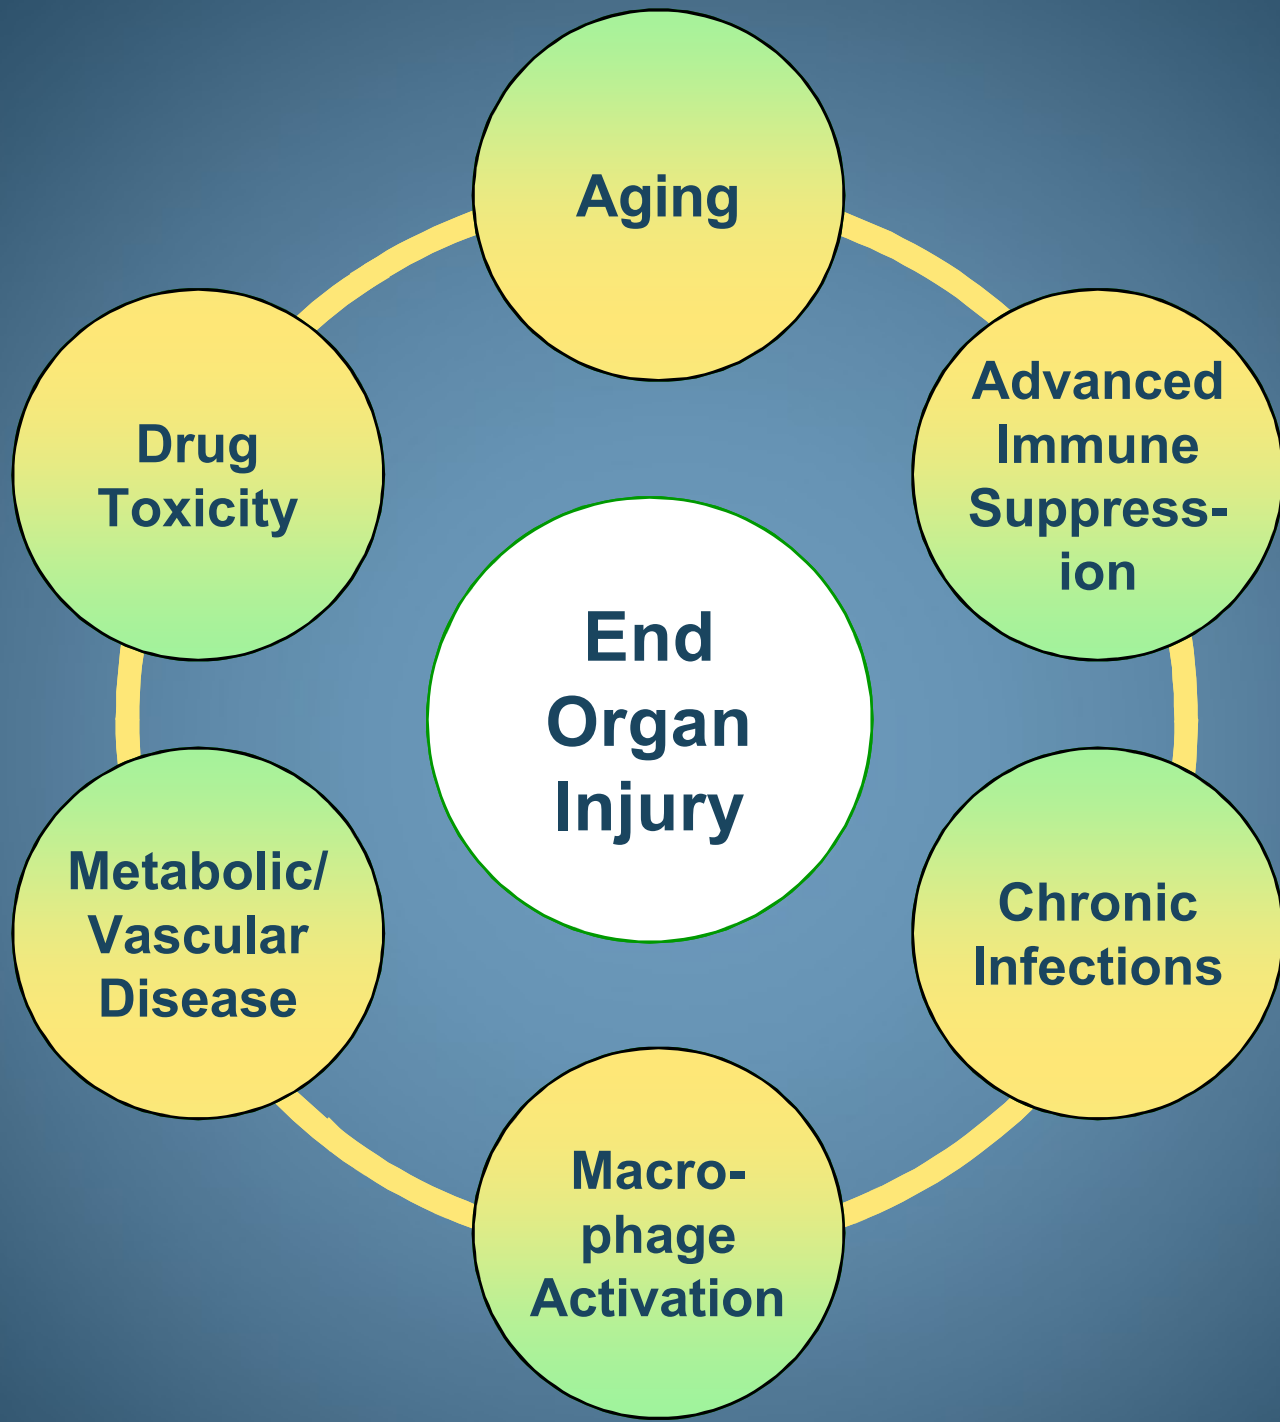 Aging
Advanced
Immune
Suppress-
ion
Drug
Toxicity
End
Organ
Injury
Metabolic/
Vascular
Disease
Chronic
Infections
Macro-
phage
Activation